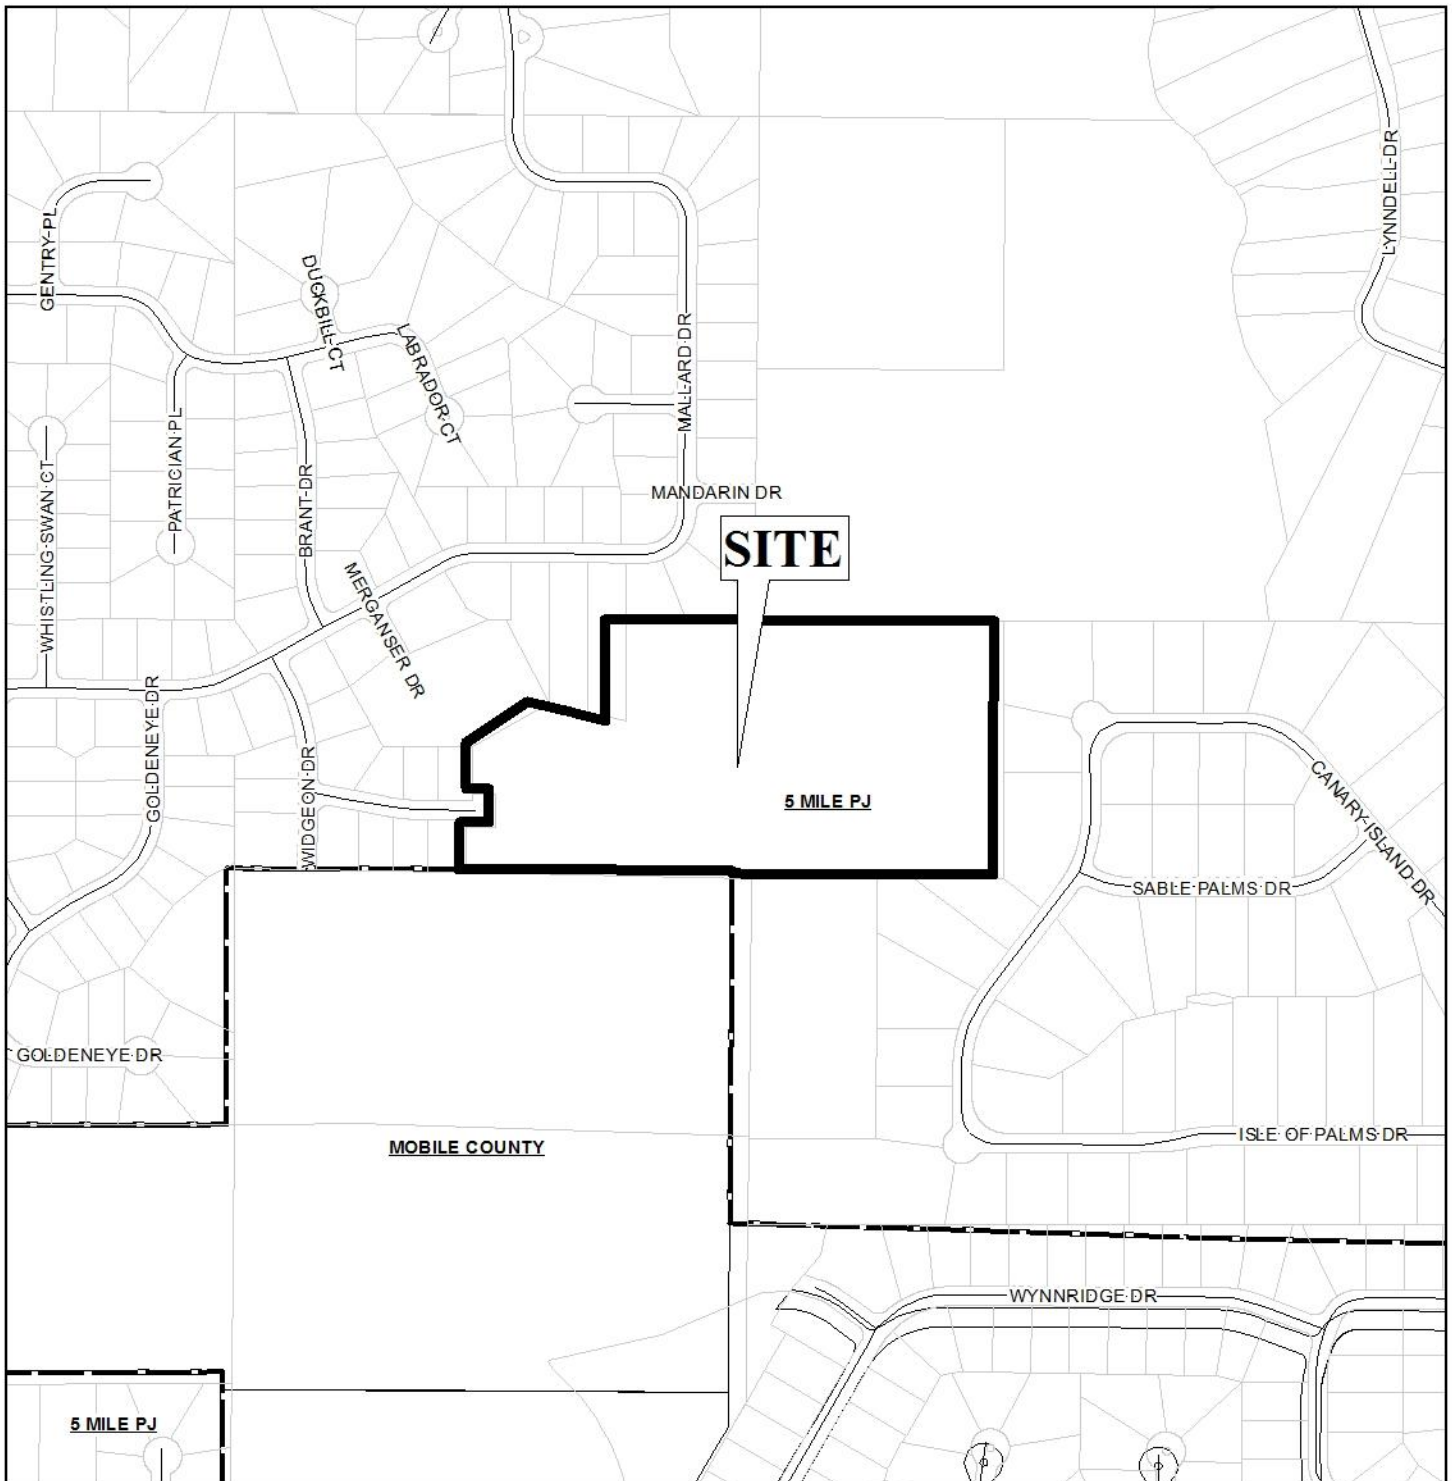 LYNNDELL DR
GENTRY PL
DUCKBILL CT
LABRADOR CT
MALLARD DR
PATRICIAN PL
WHISTLING SWAN CT
BRANT DR
MANDARIN DR
SITE
MERGANSER DR
GOLDENEYE DR
WIDGEON DR
5 MILE PJ
CANARY ISLAND DR
SABLE PALMS DR
GOLDENEYE DR
MOBILE COUNTY
ISLE OF PALMS DR
WYNNRIDGE DR
5 MILE PJ